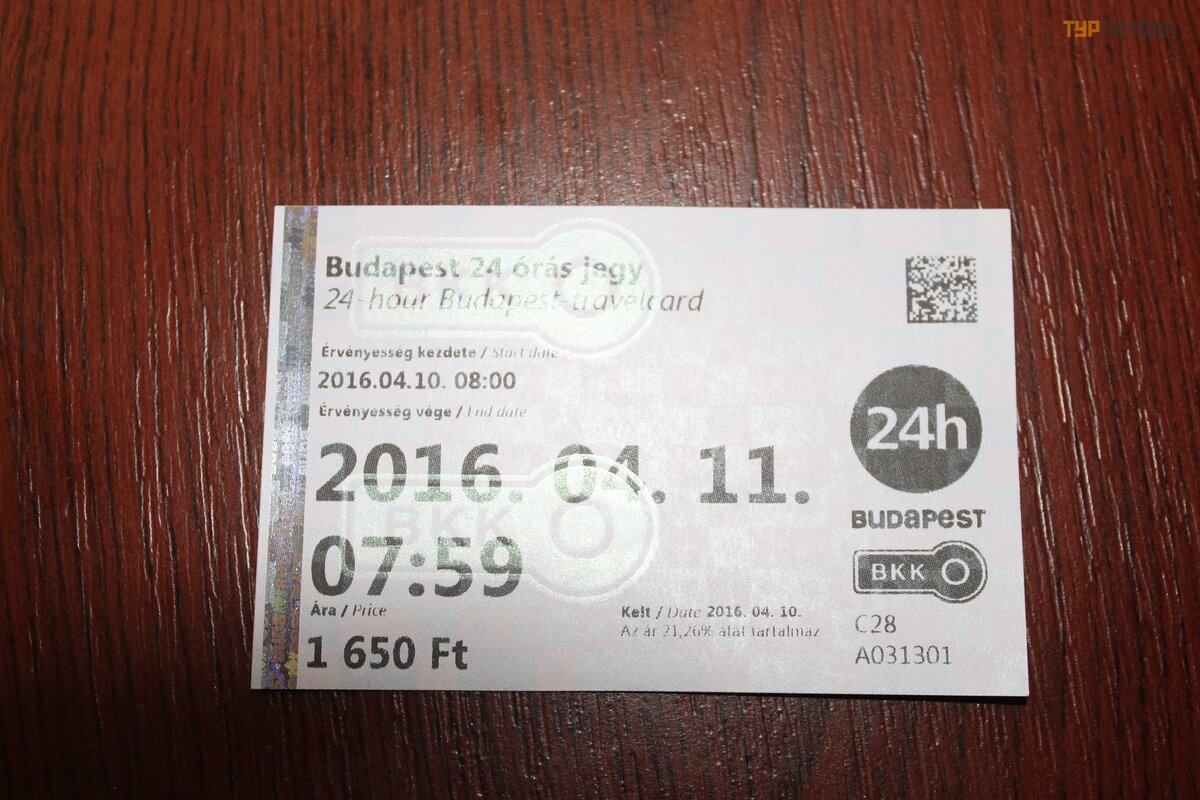 ТУРПРАВДА
Budapest 24 órás jegy
24-hour Budapest-travelcard
Érvényesség kezdete / Start date
2016.04.10. 08:00
Érvényesség vége / End date
2016. 04. 11.
07:59
Ára / Price
1 650 Ft
Kelt / Date 2016. 04. 10.
Az ár 21,26% áfát tartalmaz
24h
BUDAPEST
BKK
C28
A031301
BKK